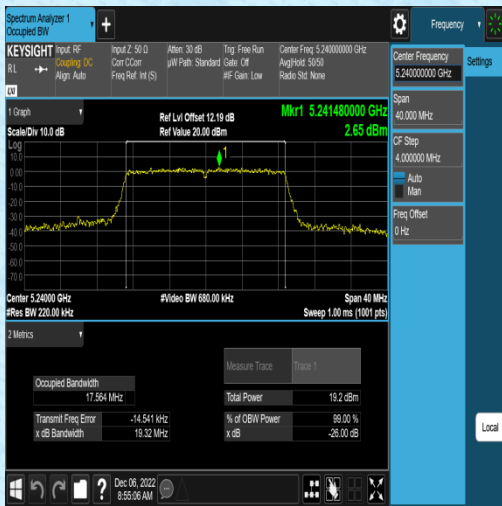 Spectrum Analyzer 1
Occupied BW
+
Frequency
KEYSIGHT Input: RF Input Z: 50 Ω Atten: 30 dB Trig: Free Run Center Freq: 5.240000000 GHz
RL Coupling: DC Corr CCorr µW Path: Standard Gate: Off Avg|Hold: 50/50
Align: Auto Freq Ref: Int (S) #IF Gain: Low Radio Std: None
LXI
Center Frequency
5.240000000 GHz
Settings
Span
40.000 MHz
CF Step
4.000000 MHz
Auto
Man
Freq Offset
0 Hz
Local
1 Graph
Ref Lvl Offset 12.19 dB
Mkr1 5.241480000 GHz
Scale/Div 10.0 dB
Ref Value 20.00 dBm
2.65 dBm
Log
10.0
0.00
-10.0
-20.0
-30.0
-40.0
-50.0
-60.0
-70.0
1
Center 5.24000 GHz
#Video BW 680.00 kHz
Span 40 MHz
#Res BW 220.00 kHz
Sweep 1.00 ms (1001 pts)
2 Metrics
Measure Trace Trace 1
Occupied Bandwidth
17.564 MHz
Total Power 19.2 dBm
Transmit Freq Error -14.541 kHz
% of OBW Power 99.00 %
x dB Bandwidth 19.32 MHz
x dB -26.00 dB
?
Dec 06, 2022
8:55:06 AM